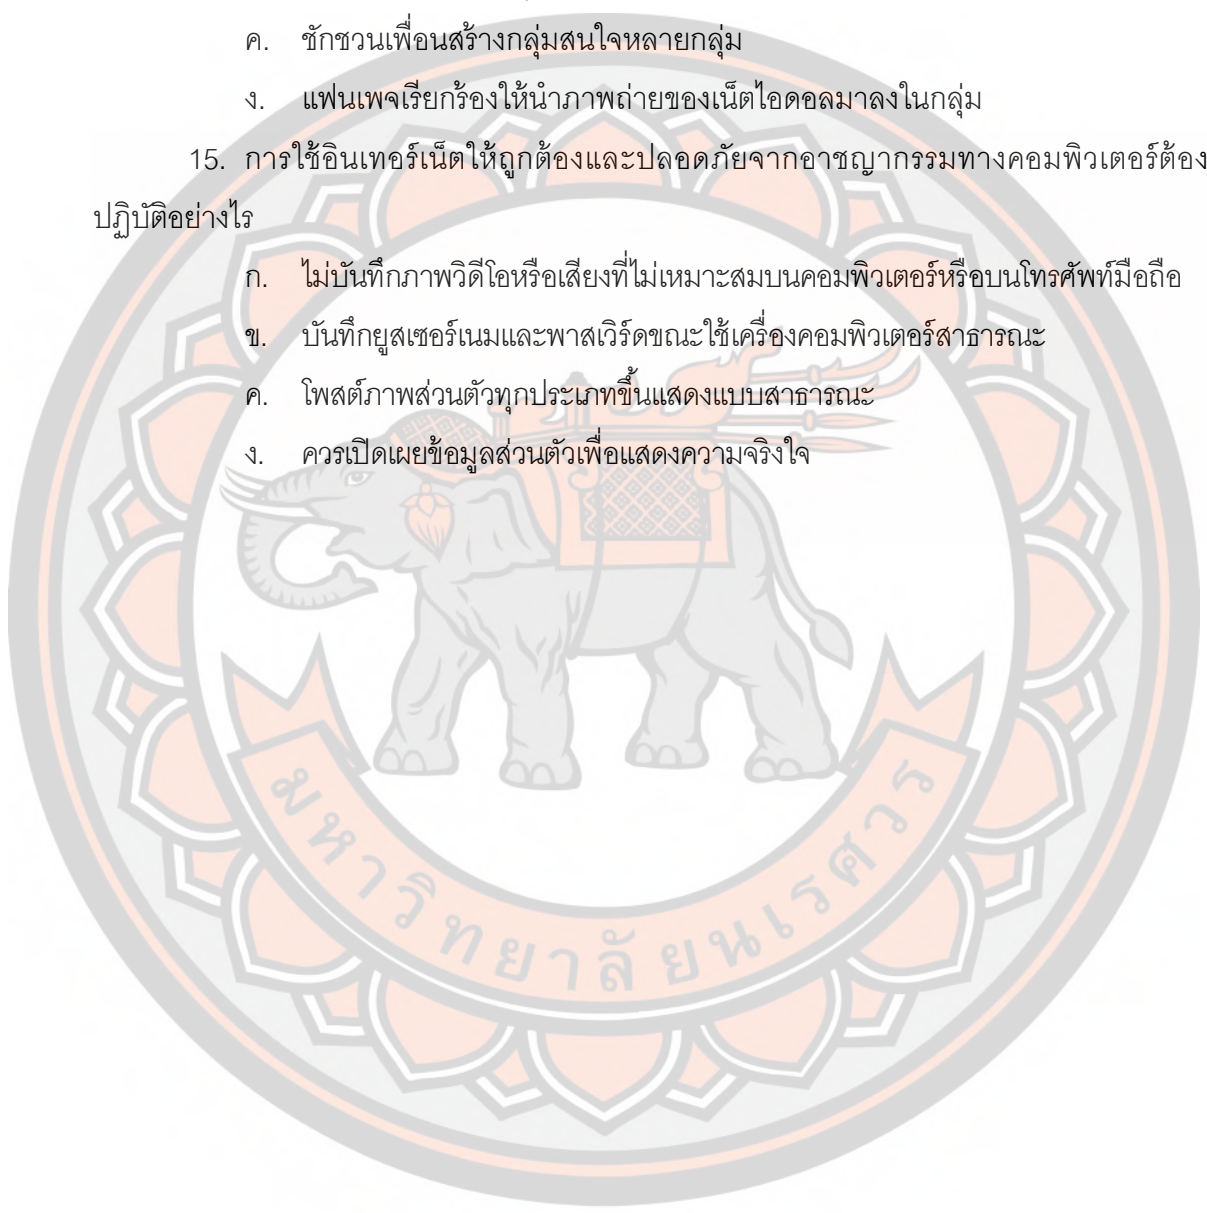 ค. ชักชวนเพื่อนสร้างกลุ่มสนใจหลายกลุ่ม
ง. แฟนเพจเรียกร้องให้นำภาพถ่ายของเน็ตไอดอลมาลงในกลุ่ม
15. การใช้อินเทอร์เน็ตให้ถูกต้องและปลอดภัยจากอาชญากรรมทางคอมพิวเตอร์ต้อง
ปฏิบัติอย่างไร
ก. ไม่บันทึกภาพวิดีโอหรือเสียงที่ไม่เหมาะสมบนคอมพิวเตอร์หรือบนโทรศัพท์มือถือ
ข. บันทึกยูสเซอร์เนมและพาสเวิร์ดขณะใช้เครื่องคอมพิวเตอร์สาธารณะ
ค. โพสต์ภาพส่วนตัวทุกประเภทขึ้นแสดงแบบสาธารณะ
ง. ควรเปิดเผยข้อมูลส่วนตัวเพื่อแสดงความจริงใจ
มหาวิทยาลัยนเรศวร